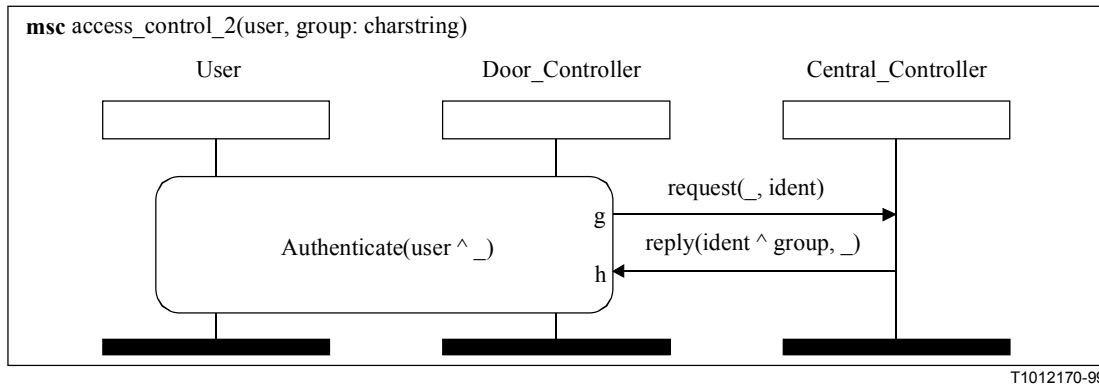 msc access_control_2(user, group: charstring)
User
Door_Controller
Central_Controller
request(_, ident)
g
Authenticate(user ^ _)
reply(ident ^ group, _)
h
T1012170-99